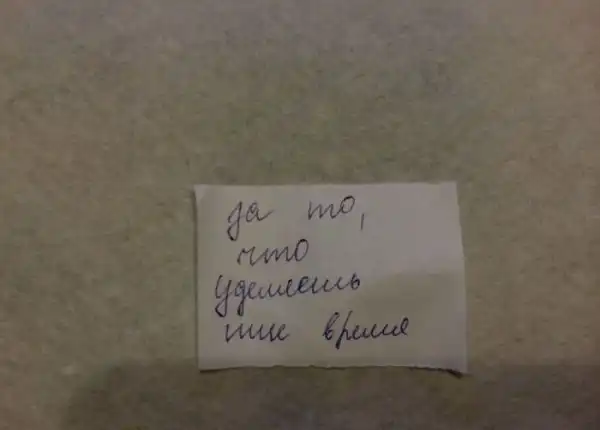 за то,
что
уделяешь
мне время